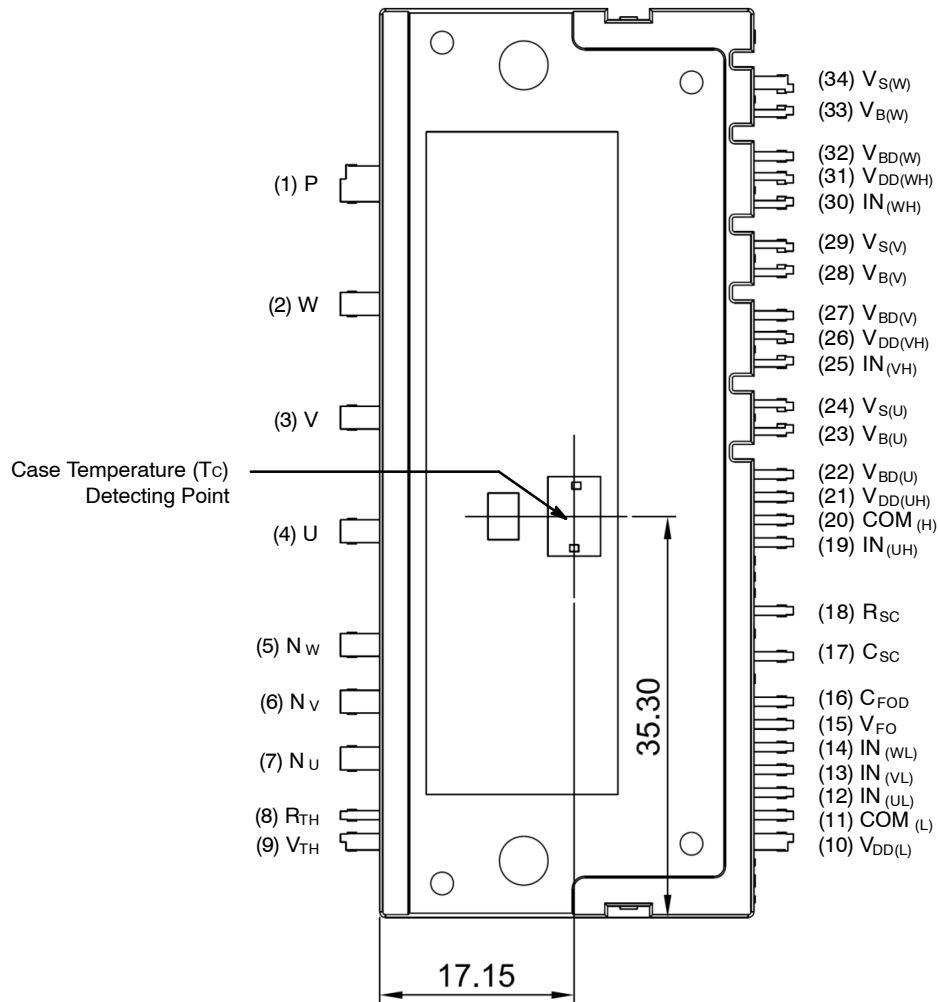 (1) P
(2) W
(3) V
Case Temperature (Tc)
Detecting Point
(4) U
(5) N W
(6) N V
(7) N U
(8) RTH
(9) VTH
(34) VS(W)
(33) VB(W)
(32) VBD(W)
(31) VDD(WH)
(30) IN(WH)
(29) VS(V)
(28) VB(V)
(27) VBD(V)
(26) VDD(VH)
(25) IN(VH)
(24) VS(U)
(23) VB(U)
(22) VBD(U)
(21) VDD(UH)
(20) COM (H)
(19) IN(UH)
(18) RSC
(17) CSC
(16) CFOD
(15) VFO
(14) IN (WL)
(13) IN (VL)
(12) IN (UL)
(11) COM (L)
(10) VDD(L)
35.30
17.15